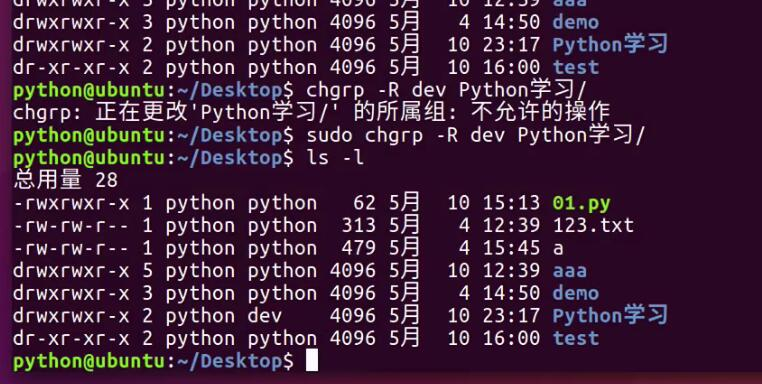 drwxrwxr-x 5 python python 4096 5月  10 12:39 aaa
drwxrwxr-x 3 python python 4096 5月   4 14:50 demo
drwxrwxr-x 2 python python 4096 5月  10 23:17 Python学习
dr-xr-xr-x 2 python python 4096 5月  10 16:00 test
python@ubuntu:~/Desktop$ chgrp -R dev Python学习/
chgrp: 正在更改'Python学习/' 的所属组: 不允许的操作
python@ubuntu:~/Desktop$ sudo chgrp -R dev Python学习/
python@ubuntu:~/Desktop$ ls -l
总用量 28
-rwxrwxr-x 1 python python   62 5月  10 15:13 01.py
-rw-rw-r-- 1 python python  313 5月   4 12:39 123.txt
-rw-rw-r-- 1 python python  479 5月   4 15:45 a
drwxrwxr-x 5 python python 4096 5月  10 12:39 aaa
drwxrwxr-x 3 python python 4096 5月   4 14:50 demo
drwxrwxr-x 2 python dev    4096 5月  10 23:17 Python学习
dr-xr-xr-x 2 python python 4096 5月  10 16:00 test
python@ubuntu:~/Desktop$